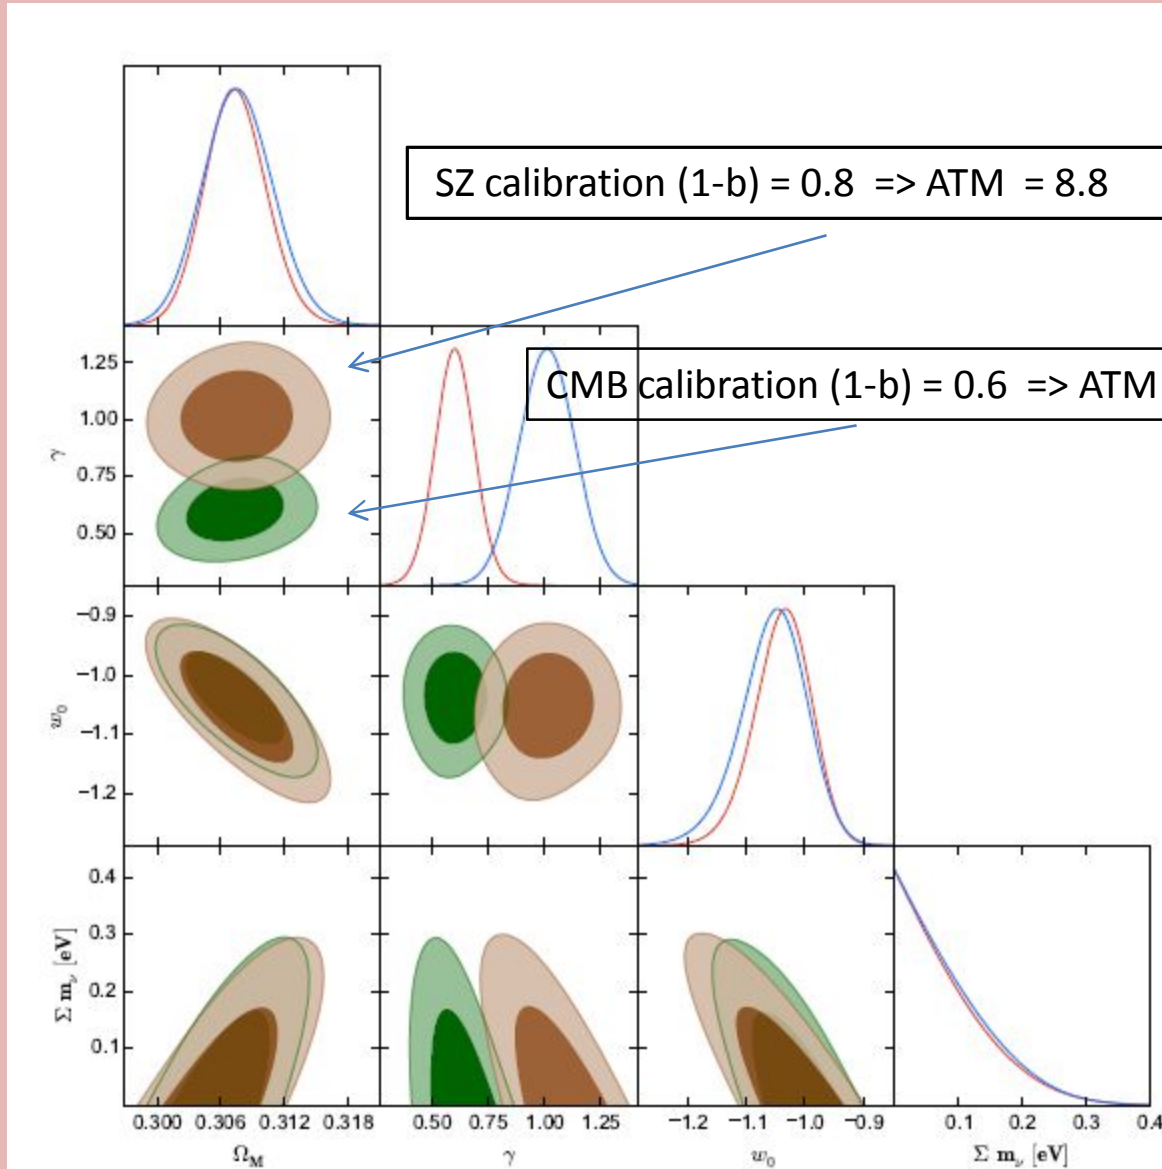 SZ calibration (1-b) = 0.8 => ATM = 8.8
1.25
1.00
0.75
0.50
γ
CMB calibration (1-b) = 0.6 => ATM
−0.9
−1.0
−1.1
−1.2
w₀
0.4
0.3
0.2
0.1
Σ mᵥ [eV]
0.300 0.306 0.312 0.318
0.50 0.75 1.00 1.25
−1.2 −1.1 −1.0 −0.9
0.1 0.2 0.3 0.4
Ω_M
γ
w₀
Σ mᵥ [eV]